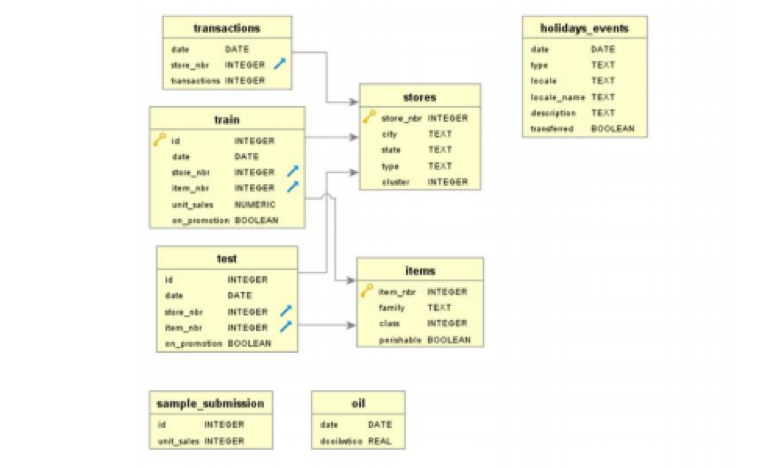 transactions
date DATE
store_nbr INTEGER
transactions INTEGER
holidays_events
date DATE
type TEXT
locale TEXT
locale_name TEXT
description TEXT
transferred BOOLEAN
stores
store_nbr INTEGER
city TEXT
state TEXT
type TEXT
cluster INTEGER
train
id INTEGER
date DATE
store_nbr INTEGER
item_nbr INTEGER
unit_sales NUMERIC
on_promotion BOOLEAN
test
id INTEGER
date DATE
store_nbr INTEGER
item_nbr INTEGER
on_promotion BOOLEAN
items
item_nbr INTEGER
family TEXT
class INTEGER
perishable BOOLEAN
sample_submission
id INTEGER
unit_sales INTEGER
oil
date DATE
dcoilwtico REAL